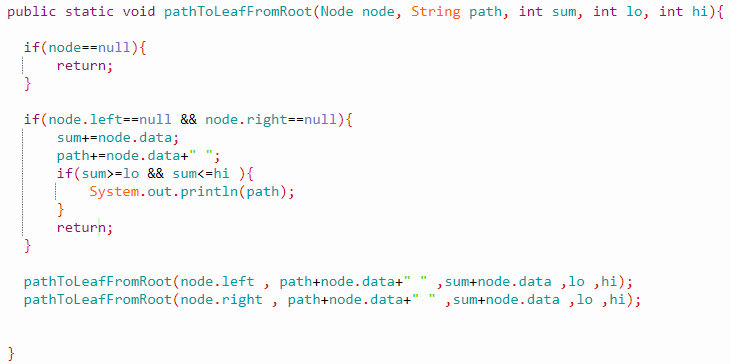 public static void pathToLeafFromRoot(Node node, String path, int sum, int lo, int hi){
if(node==null){
return;
}
if(node.left==null && node.right==null){
sum+=node.data;
path+=node.data+" ";
if(sum>=lo && sum<=hi ){
System.out.println(path);
}
return;
}
pathToLeafFromRoot(node.left , path+node.data+" " ,sum+node.data ,lo ,hi);
pathToLeafFromRoot(node.right , path+node.data+" " ,sum+node.data ,lo ,hi);
}